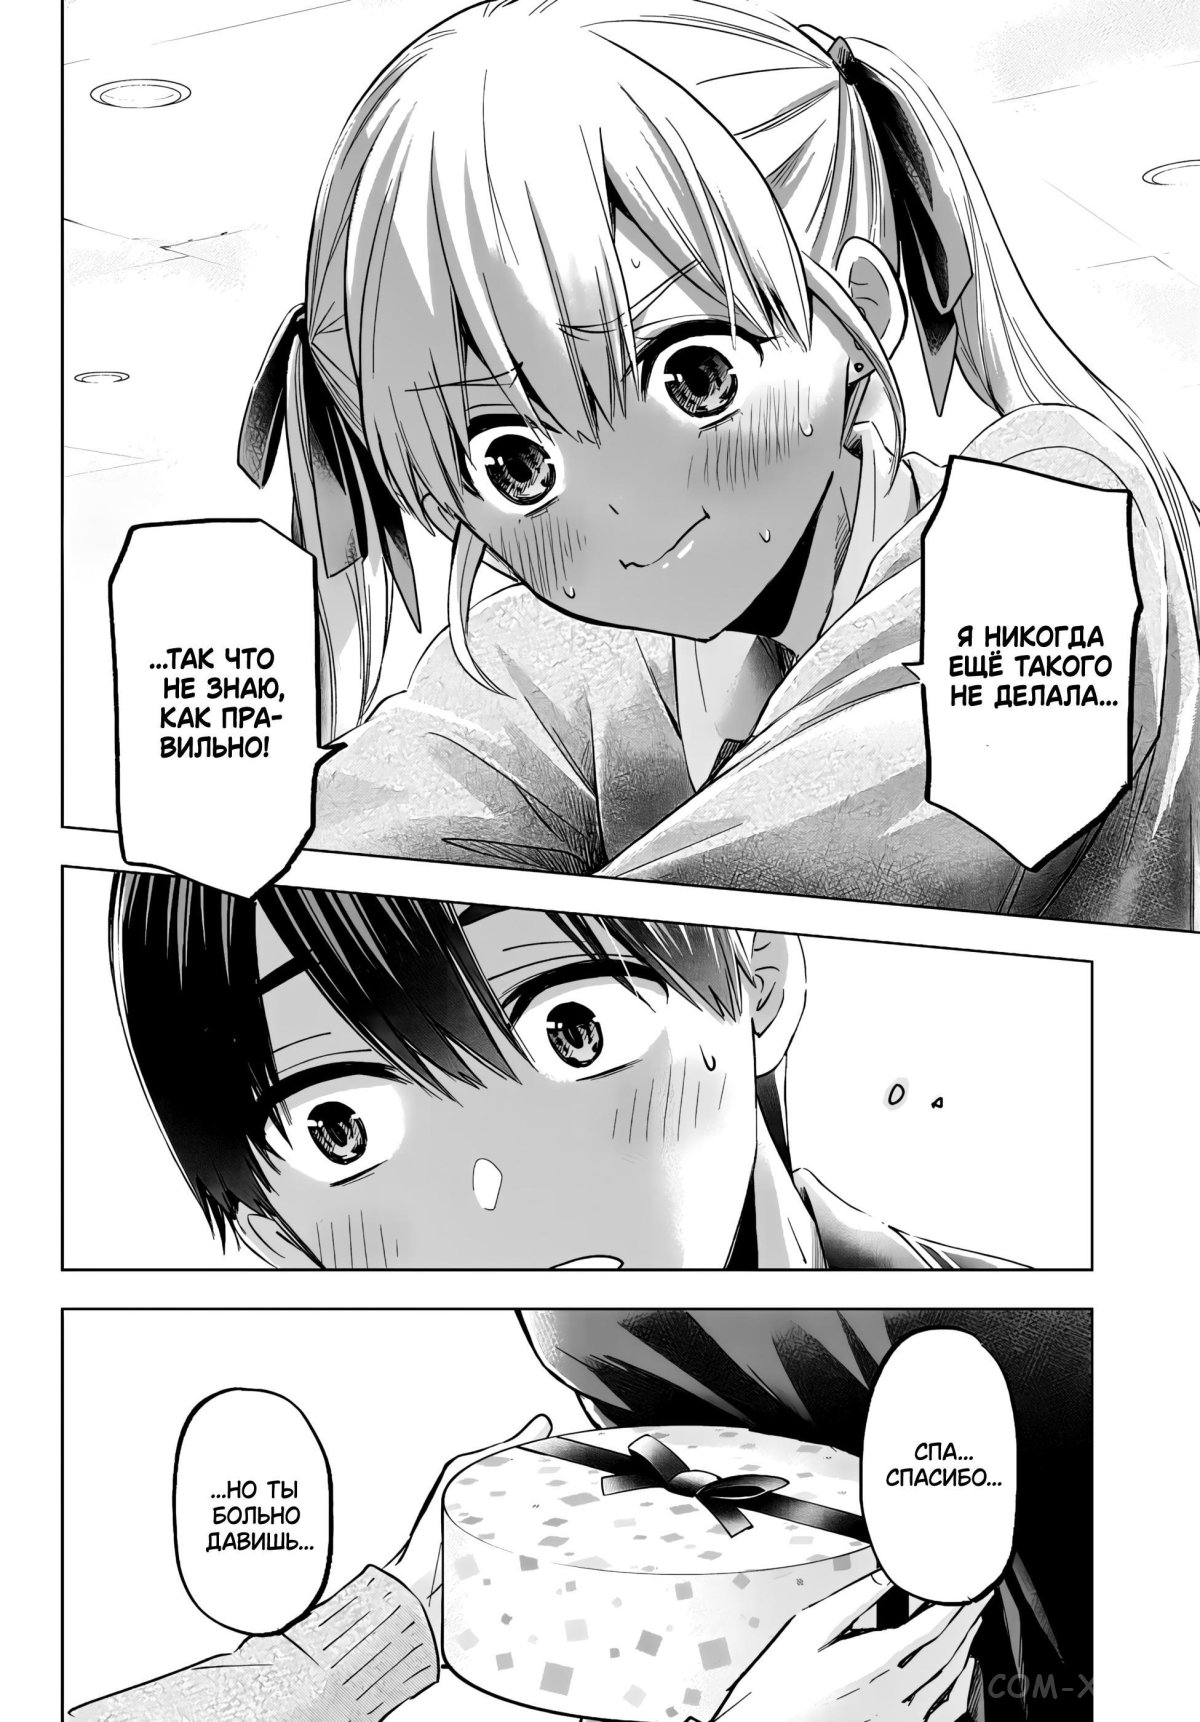 Я НИКОГДА
ЕЩЁ ТАКОГО
НЕ ДЕЛАЛА...
...ТАК ЧТО
НЕ ЗНАЮ,
КАК ПРА-
ВИЛЬНО!
СПА...
СПАСИБО...
...НО ТЫ
БОЛЬНО
ДАВИШЬ...
COM-X